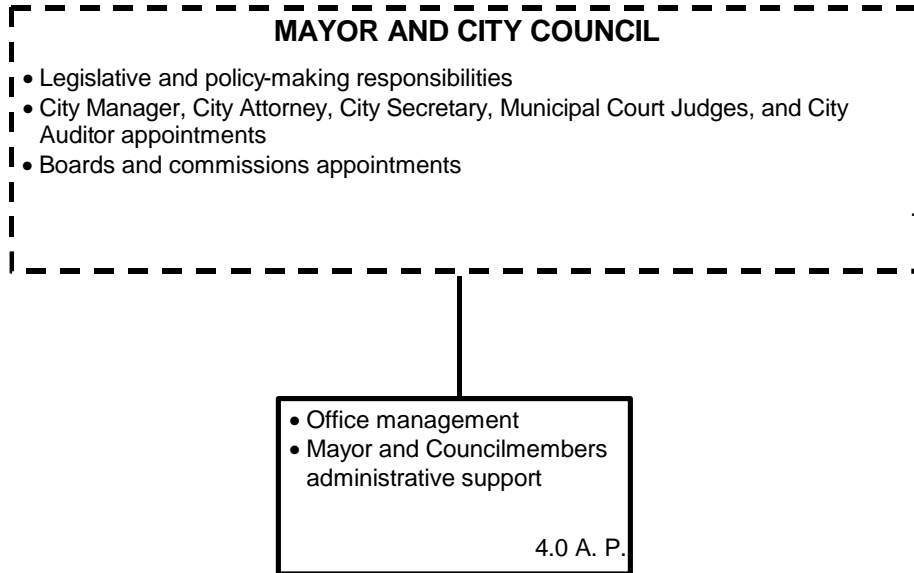 MAYOR AND CITY COUNCIL
• Legislative and policy-making responsibilities
• City Manager, City Attorney, City Secretary, Municipal Court Judges, and City
Auditor appointments
• Boards and commissions appointments
• Office management
• Mayor and Councilmembers
administrative support
4.0 A. P.